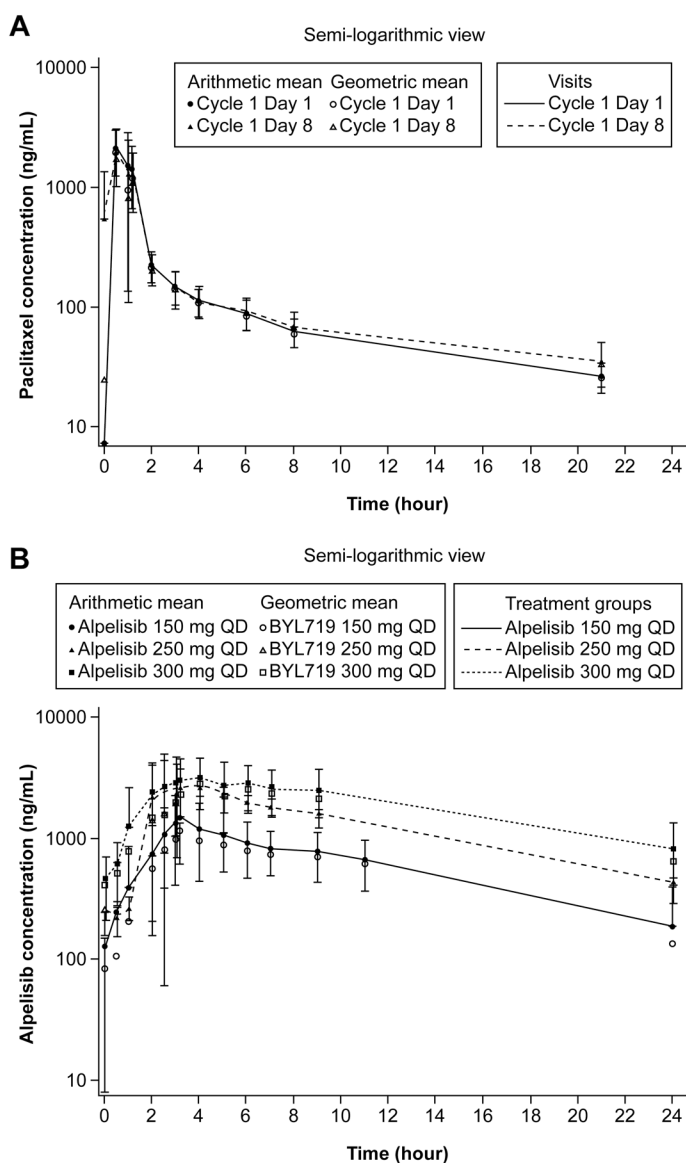 A
Semi-logarithmic view
Arithmetic mean Geometric mean
Cycle 1 Day 1 Cycle 1 Day 1
Cycle 1 Day 8 Cycle 1 Day 8
Visits
Cycle 1 Day 1
Cycle 1 Day 8
Paclitaxel concentration (ng/mL)
10000
1000
100
10
0 2 4 6 8 10 12 14 16 18 20 22 24
Time (hour)
B
Semi-logarithmic view
Arithmetic mean Geometric mean
Alpelisib 150 mg QD BYL719 150 mg QD
Alpelisib 250 mg QD BYL719 250 mg QD
Alpelisib 300 mg QD BYL719 300 mg QD
Treatment groups
Alpelisib 150 mg QD
Alpelisib 250 mg QD
Alpelisib 300 mg QD
Alpelisib concentration (ng/mL)
10000
1000
100
10
0 2 4 6 8 10 12 14 16 18 20 22 24
Time (hour)